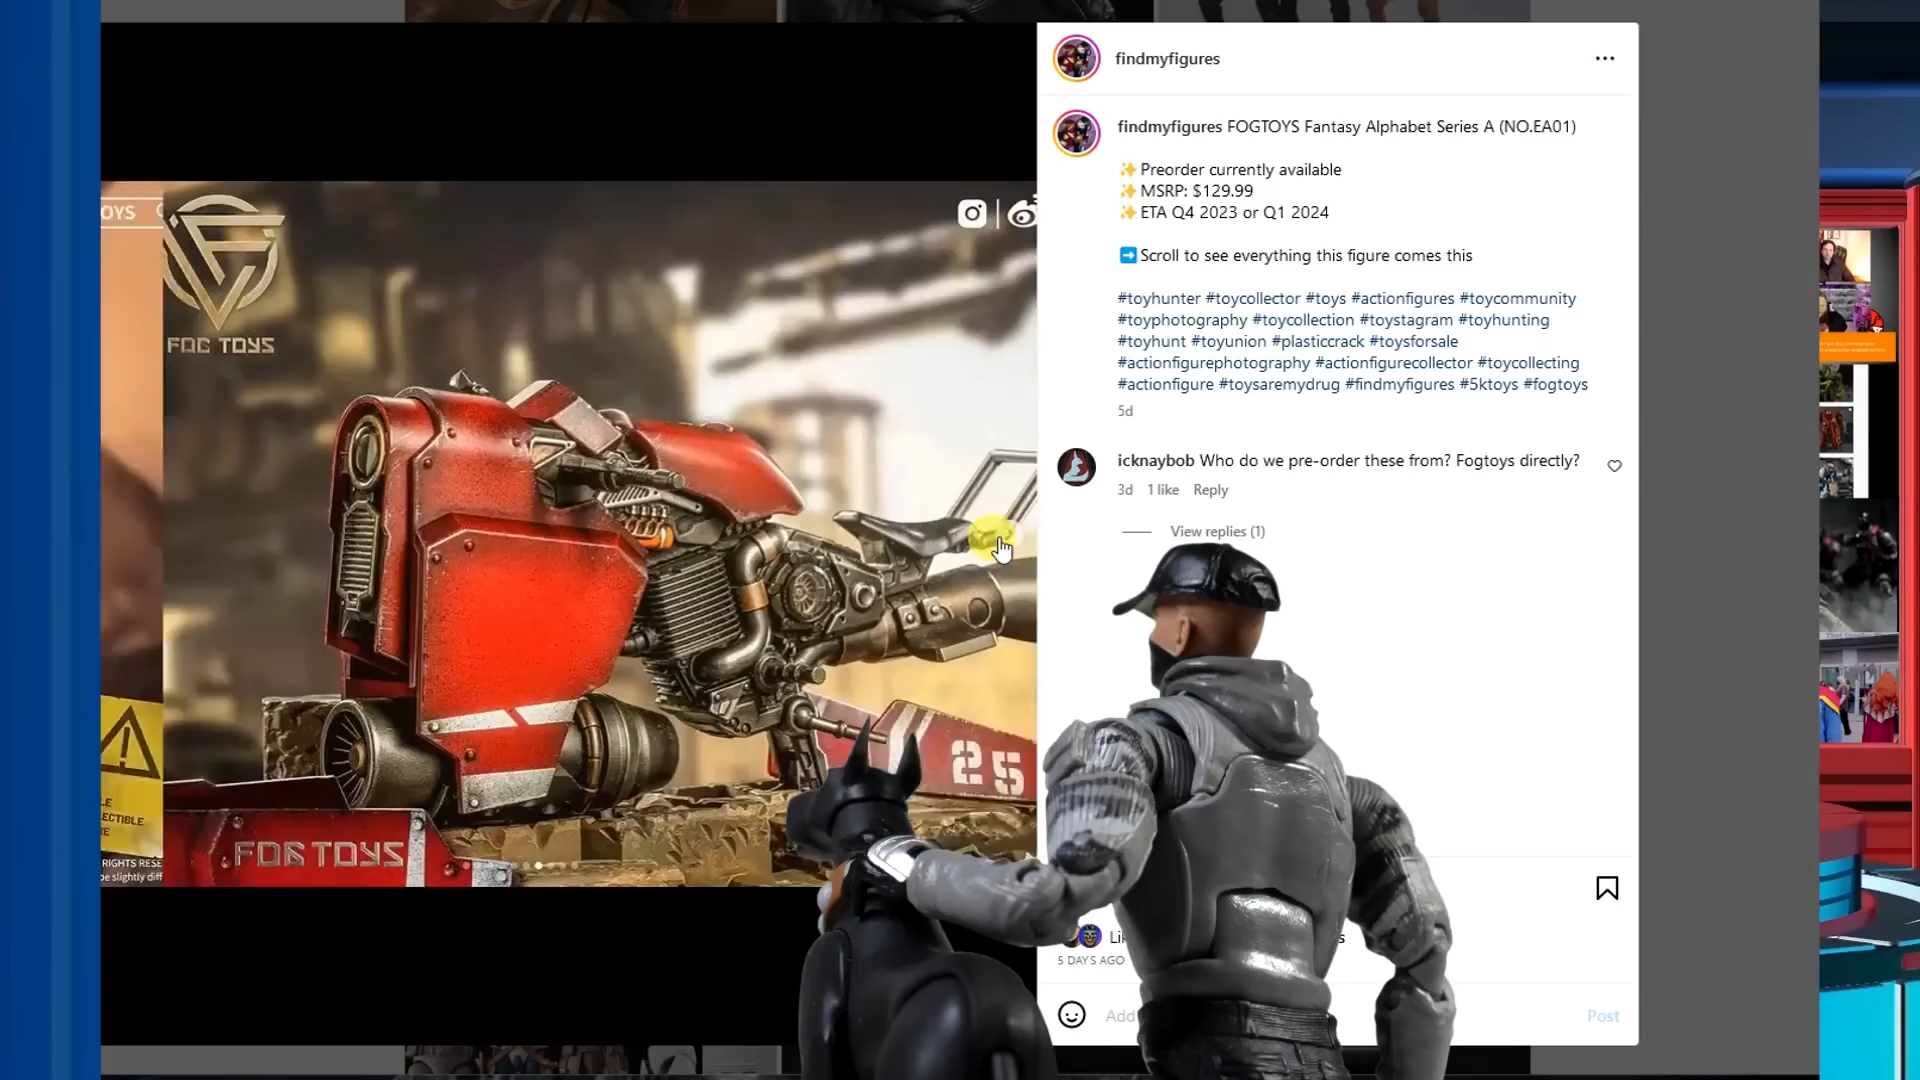 findmyfigures
findmyfigures FOGTOYS Fantasy Alphabet Series A (NO.EA01)
✨ Preorder currently available
✨ MSRP: $129.99
✨ ETA Q4 2023 or Q1 2024
➡️ Scroll to see everything this figure comes this
#toyhunter #toycollector #toys #actionfigures #toycommunity
#toyphotography #toycollection #toystagram #toyhunting
#toyhunt #toyunion #plasticcrack #toysforsale
#actionfigurephotography #actionfigurecollector #toycollecting
#actionfigure #toysaremydrug #findmyfigures #5ktoys #fogtoys
5d
icknaybob Who do we pre-order these from? Fogtoys directly?
3d 1 like Reply
View replies (1)
5 DAYS AGO
Add
Post
OYS
FOG TOYS
25
FOG TOYS
LE
LECTIBLE
RE
RIGHTS RESE
be slightly diff